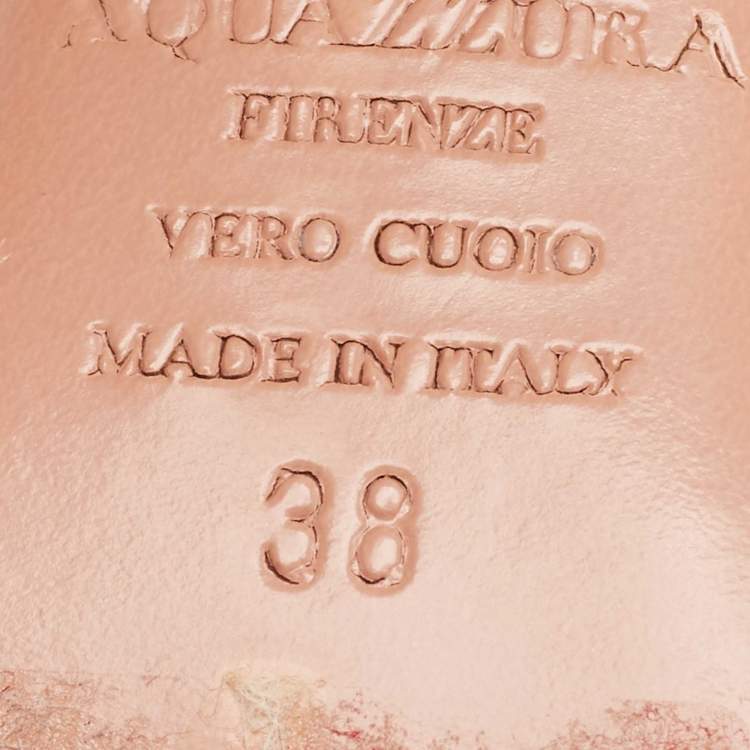 AQUAZZURA
FIRENZE
VERO CUOIO
MADE IN ITALY
38